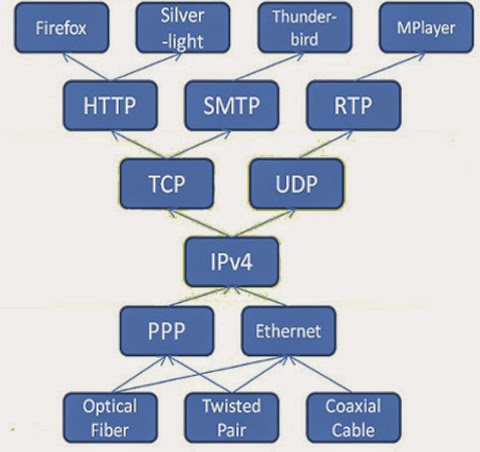 Firefox
Silver
-light
Thunder-
bird
MPlayer
HTTP
SMTP
RTP
TCP
UDP
IPv4
PPP
Ethernet
Optical
Fiber
Twisted
Pair
Coaxial
Cable